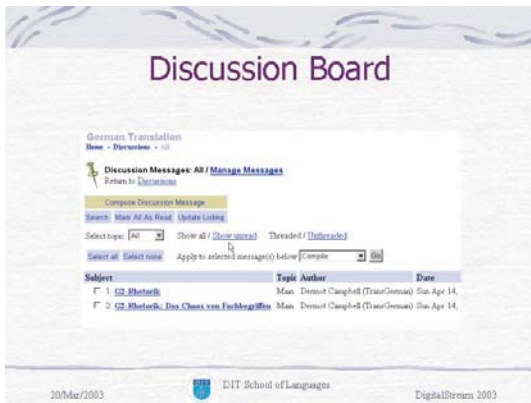 Discussion Board
German Translation
Home › Discussions › All
Discussion Messages: All / Manage Messages
Return to Discussions
Compose Discussion Message
Search Mark All As Read Update Listing
Select topic: All Show all / Show unread Threaded / Unthreaded
Select all Select none Apply to selected message(s) below Compile Go
Subject Topic Author Date
1. G2 Rhetorik Main Dermot Campbell (TransGerman) Sun Apr 14,
2. G2 Rhetorik: Das Chaos von Fachbegriffen Main Dermot Campbell (TransGerman) Sun Apr 14,
20/Mar/2003 DIT DIT School of Languages DigitalStream 2003